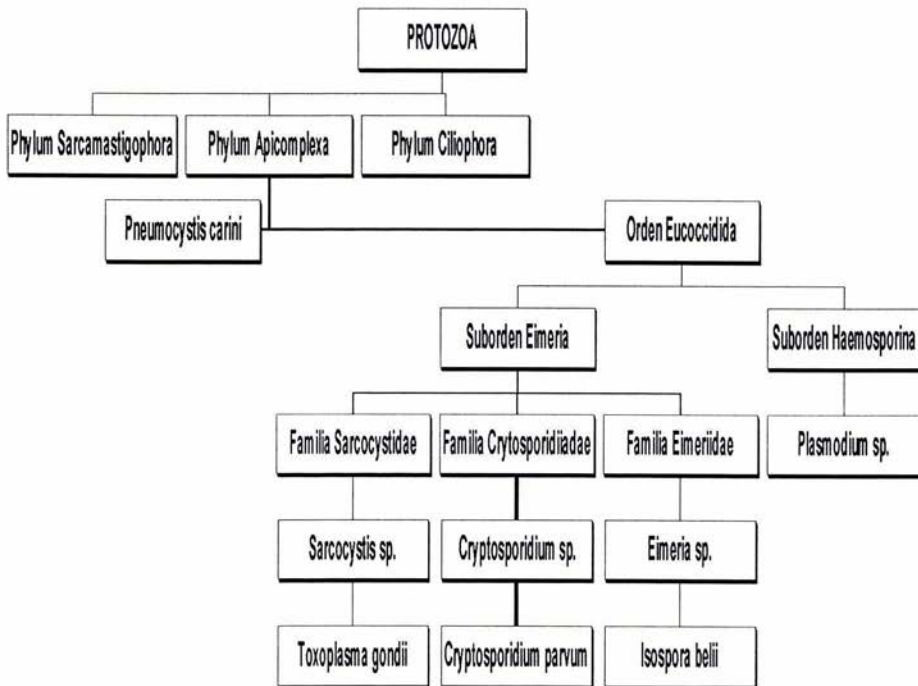 PROTOZOA
Phylum Sarcamastigophora
Phylum Apicomplexa
Phylum Ciliophora
Pneumocystis carini
Orden Eucoccidida
Suborden Eimeria
Suborden Haemosporina
Familia Sarcocystidae
Familia Crytosporidiiadae
Familia Eimeriidae
Plasmodium sp.
Sarcocystis sp.
Cryptosporidium sp.
Eimeria sp.
Toxoplasma gondii
Cryptosporidium parvum
Isospora belii